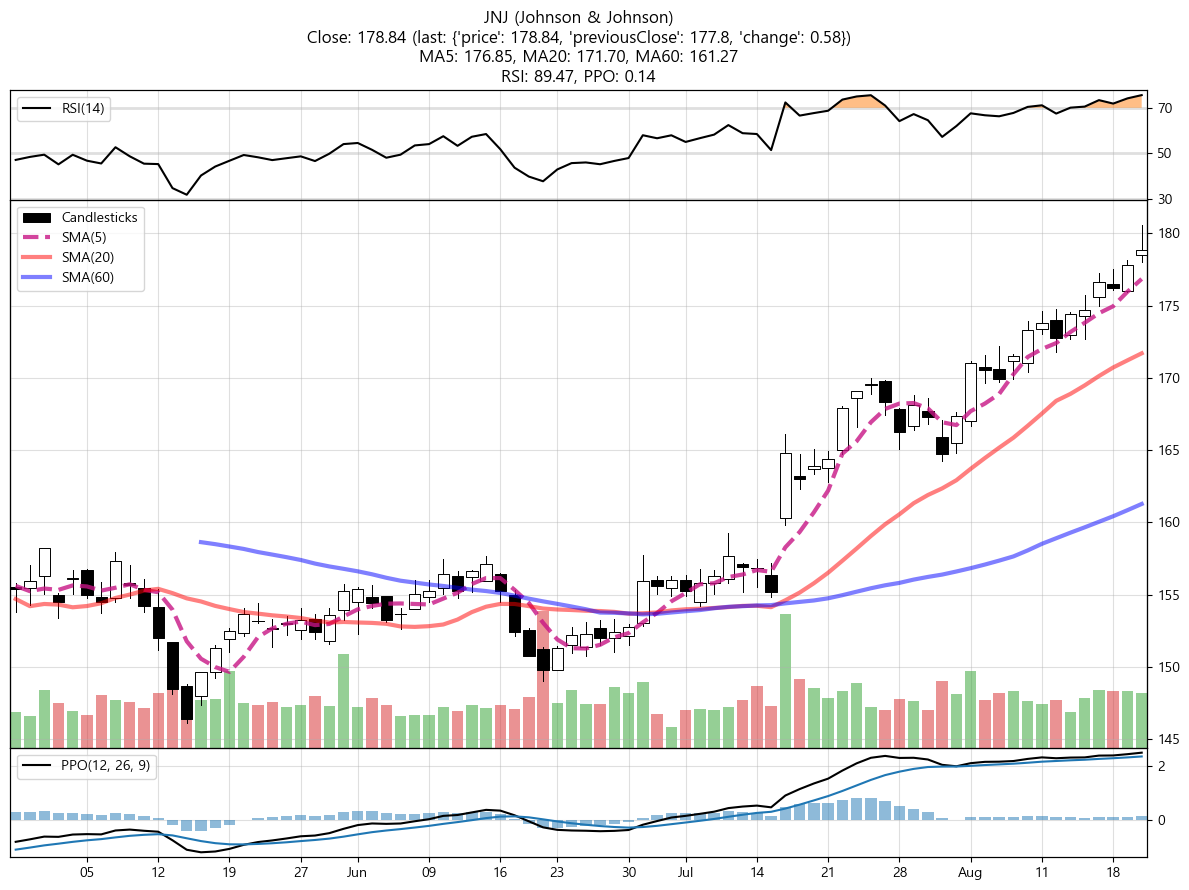 JNJ (Johnson & Johnson)
Close: 178.84 (last: {'price': 178.84, 'previousClose': 177.8, 'change': 0.58})
MA5: 176.85, MA20: 171.70, MA60: 161.27
RSI: 89.47, PPO: 0.14
RSI(14)
70
50
30
Candlesticks
SMA(5)
SMA(20)
SMA(60)
180
175
170
165
160
155
150
145
PPO(12, 26, 9)
2
0
05 12 19 27 Jun 09 16 23 30 Jul 14 21 28 Aug 11 18